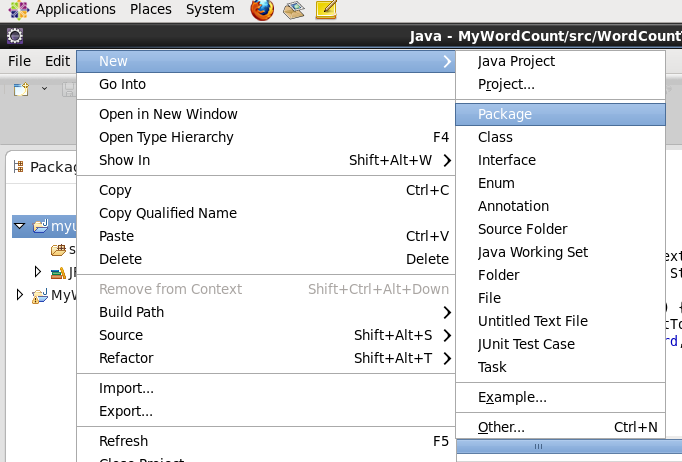 Applications Places System
Java - MyWordCount/src/WordCount
File Edit
New
Go Into
Open in New Window
Open Type Hierarchy F4
Show In Shift+Alt+W
Copy Ctrl+C
Copy Qualified Name
Paste Ctrl+V
Delete Delete
Remove from Context Shift+Ctrl+Alt+Down
Build Path
Source Shift+Alt+S
Refactor Shift+Alt+T
Import...
Export...
Refresh F5
Close Project
Java Project
Project...
Package
Class
Interface
Enum
Annotation
Source Folder
Java Working Set
Folder
File
Untitled Text File
JUnit Test Case
Task
Example...
Other... Ctrl+N
Packag
myu
s
MyW
ext
St
) {
tTo
rd,